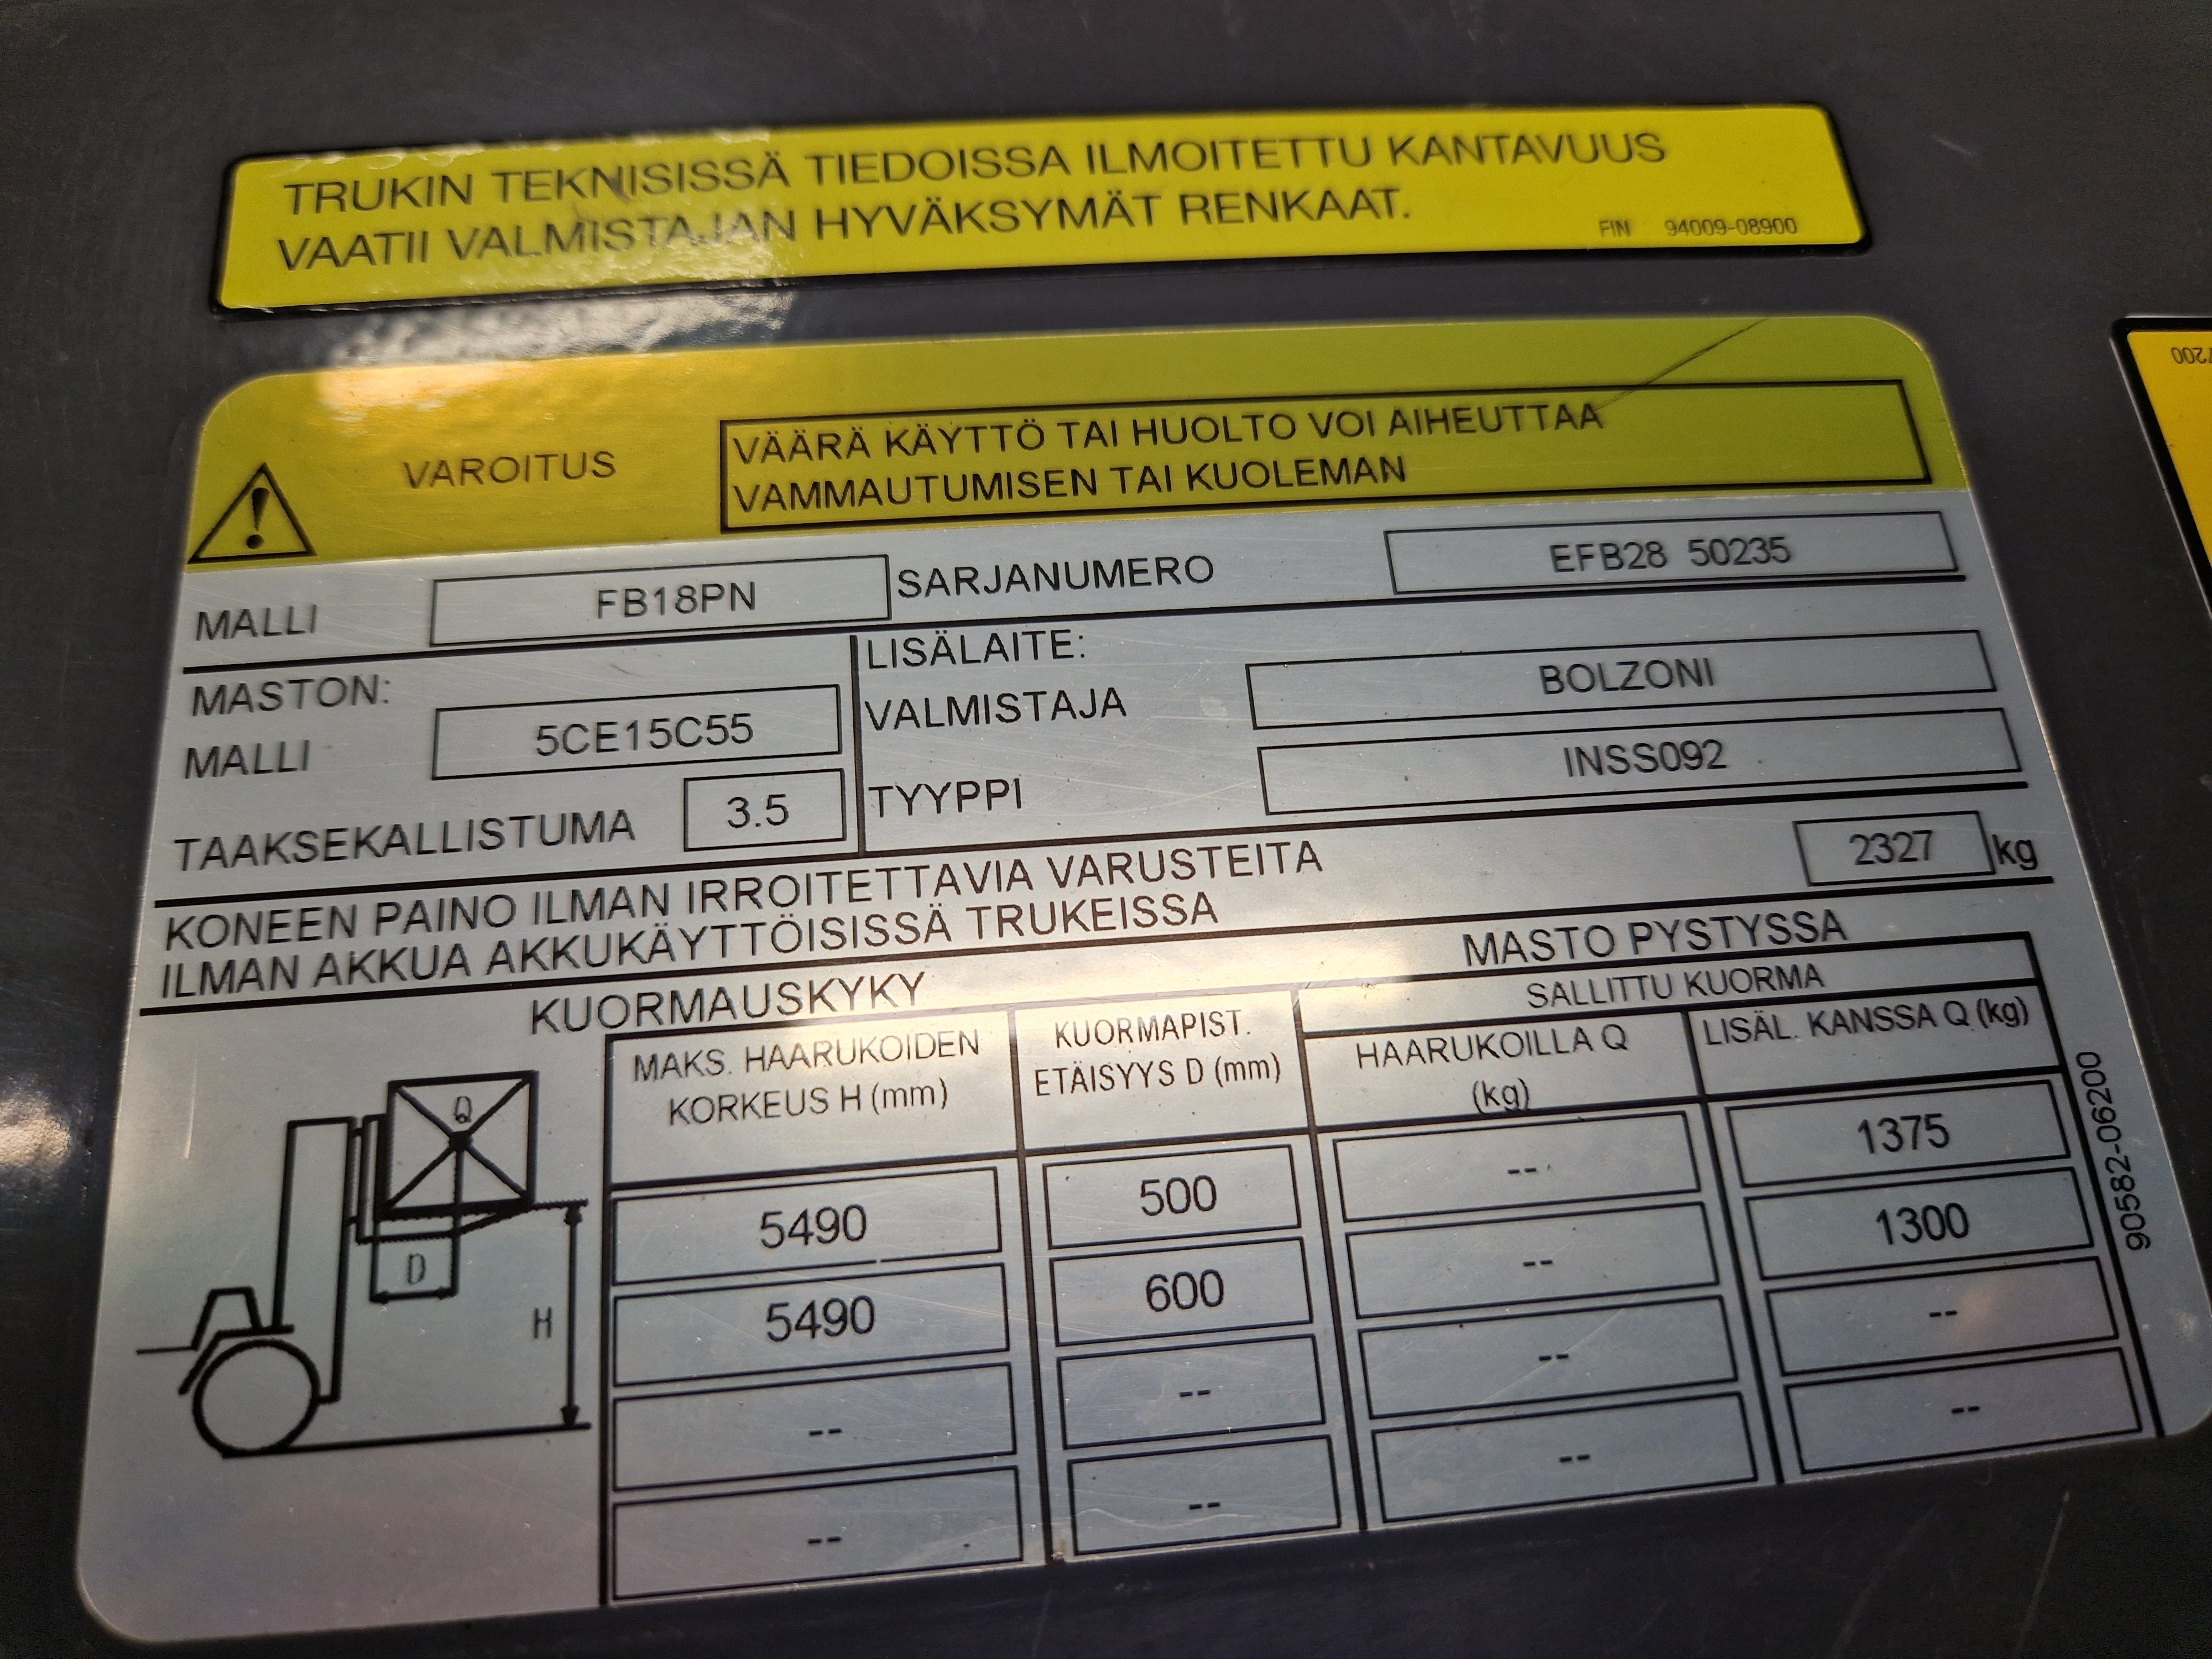 TRUKIN TEKNISISSÄ TIEDOISSA ILMOITETTU KANTAVUUS
VAATII VALMISTAJAN HYVÄKSYMÄT RENKAAT.
FIN 94009-08900
VAROITUS
VÄÄRÄ KÄYTTÖ TAI HUOLTO VOI AIHEUTTAA
VAMMAUTUMISEN TAI KUOLEMAN
MALLI FB18PN SARJANUMERO EFB28 50235
MASTON:
MALLI 5CE15C55
TAAKSEKALLISTUMA 3.5
LISÄLAITE:
VALMISTAJA BOLZONI
TYYPPI INSS092
KONEEN PAINO ILMAN IRROITETTAVIA VARUSTEITA 2327 kg
ILMAN AKKUA AKKUKÄYTTÖISISSÄ TRUKEISSA
KUORMAUSKYKY MASTO PYSTYSSA
SALLITTU KUORMA
MAKS. HAARUKOIDEN
KORKEUS H (mm)
KUORMAPIST.
ETÄISYYS D (mm)
HAARUKOILLA Q
(kg)
LISÄL. KANSSA Q (kg)
5490 500 -- 1375
5490 600 -- 1300
-- -- -- --
-- -- -- --
Q
D
H
90582-06200